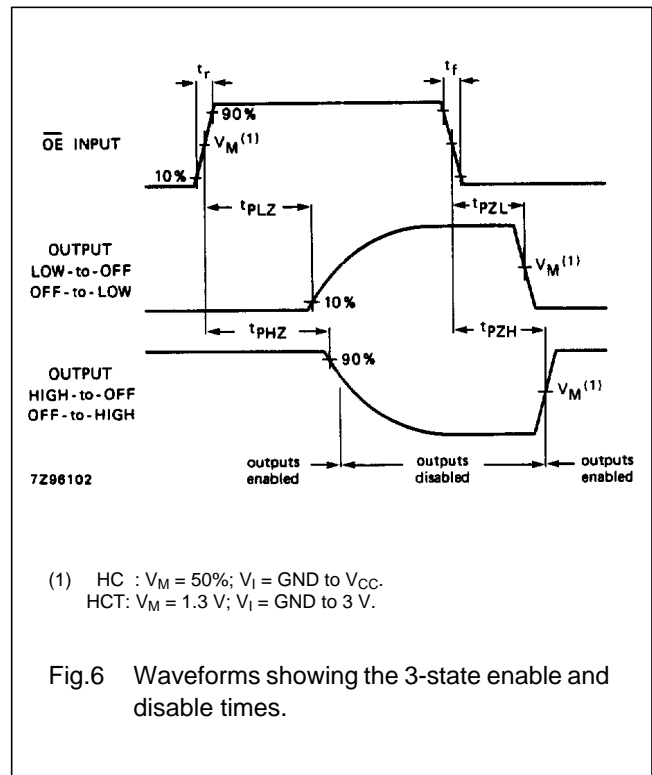 tr
tf
90%
OE INPUT
VM(1)
10%
tPLZ
tPZL
OUTPUT
LOW-to-OFF
OFF-to-LOW
VM(1)
10%
tPHZ
tPZH
90%
OUTPUT
HIGH-to-OFF
OFF-to-HIGH
VM(1)
outputs
enabled
outputs
disabled
outputs
enabled
7Z96102
(1) HC : VM = 50%; VI = GND to VCC.
HCT: VM = 1.3 V; VI = GND to 3 V.
Fig.6 Waveforms showing the 3-state enable and
disable times.